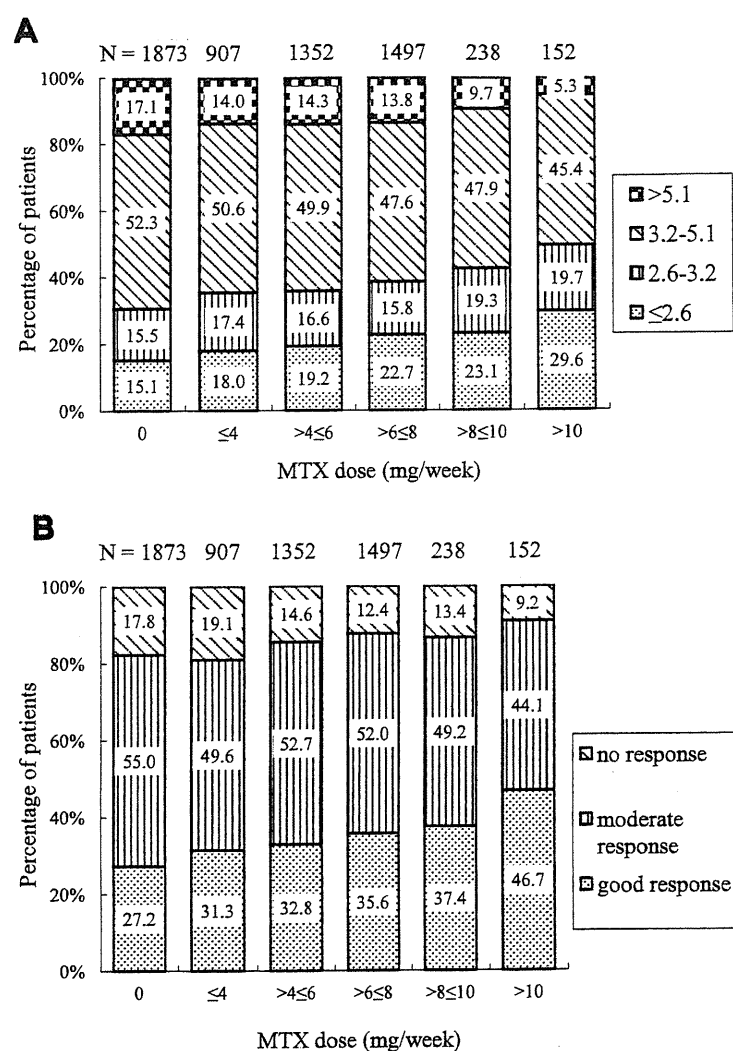 A
N = 1873 907 1352 1497 238 152
100%
80%
60%
40%
20%
0%
Percentage of patients
17.1 14.0 14.3 13.8 9.7 5.3
52.3 50.6 49.9 47.6 47.9 45.4
15.5 17.4 16.6 15.8 19.3 19.7
15.1 18.0 19.2 22.7 23.1 29.6
0 ≤4 >4≤6 >6≤8 >8≤10 >10
MTX dose (mg/week)
>5.1
3.2-5.1
2.6-3.2
≤2.6
B
N = 1873 907 1352 1497 238 152
100%
80%
60%
40%
20%
0%
Percentage of patients
17.8 19.1 14.6 12.4 13.4 9.2
55.0 49.6 52.7 52.0 49.2 44.1
27.2 31.3 32.8 35.6 37.4 46.7
0 ≤4 >4≤6 >6≤8 >8≤10 >10
MTX dose (mg/week)
no response
moderate
response
good response